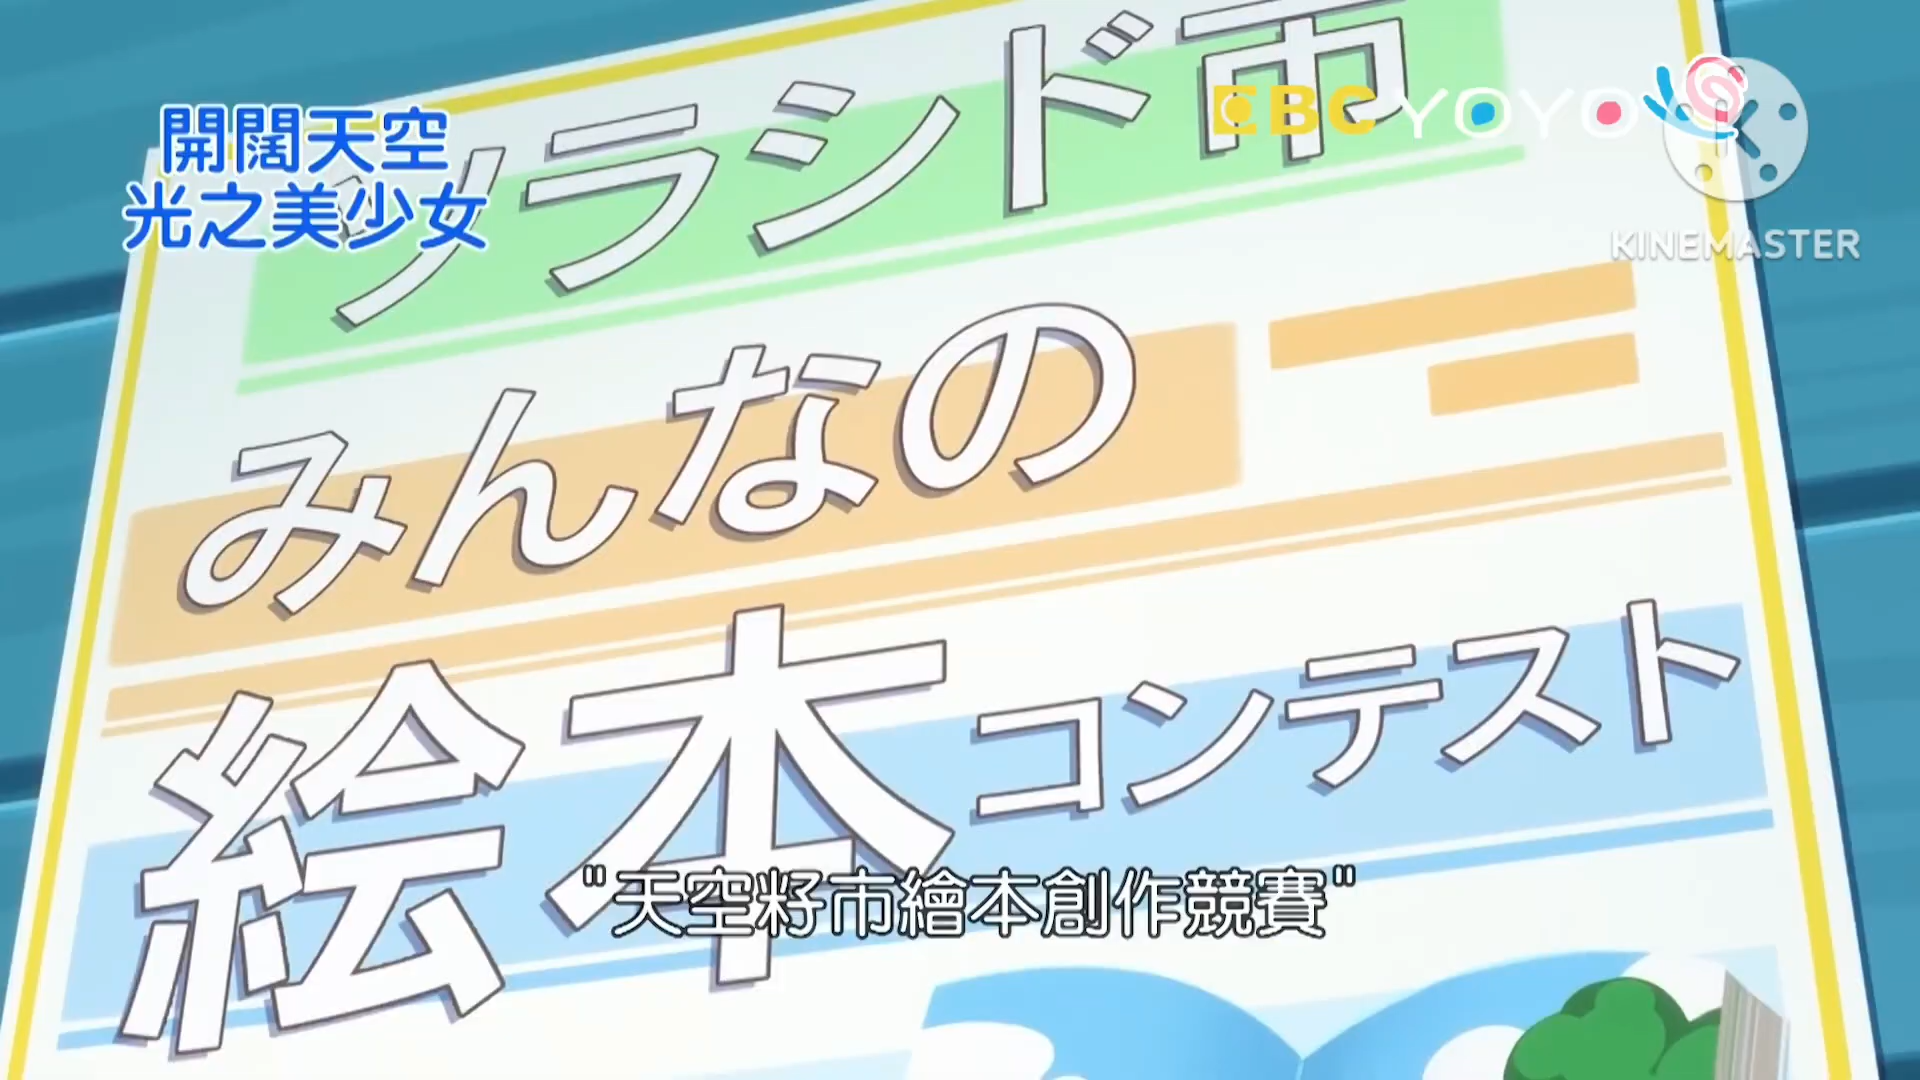 開闊天空
光之美少女
EBC YOYO
KINEMASTER
ソラシド市
みんなの
絵本コンテスト
"天空籽市繪本創作競賽"